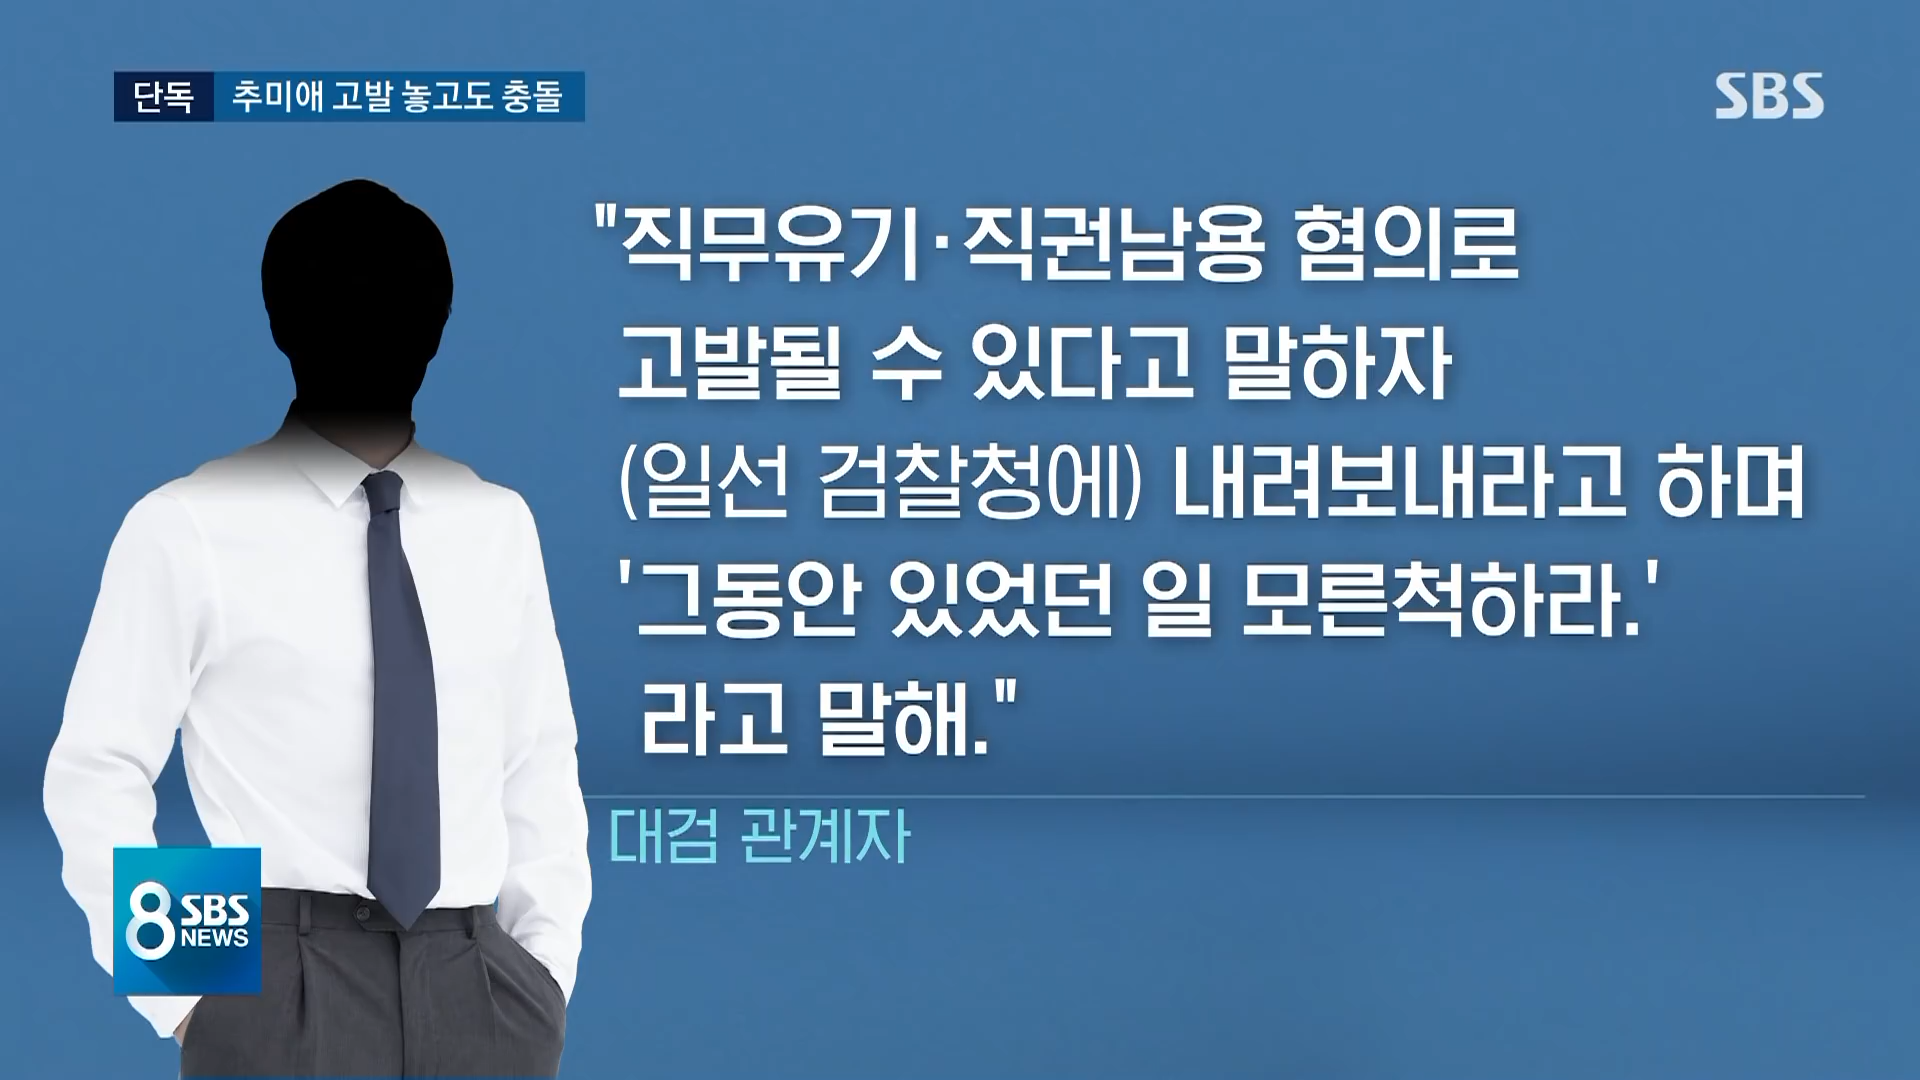 단독 추미애 고발 놓고도 충돌
SBS
"직무유기·직권남용 혐의로
고발될 수 있다고 말하자
(일선 검찰청에) 내려보내라고 하며
'그동안 있었던 일 모른척하라.'
라고 말해."
대검 관계자
8 SBS
NEWS